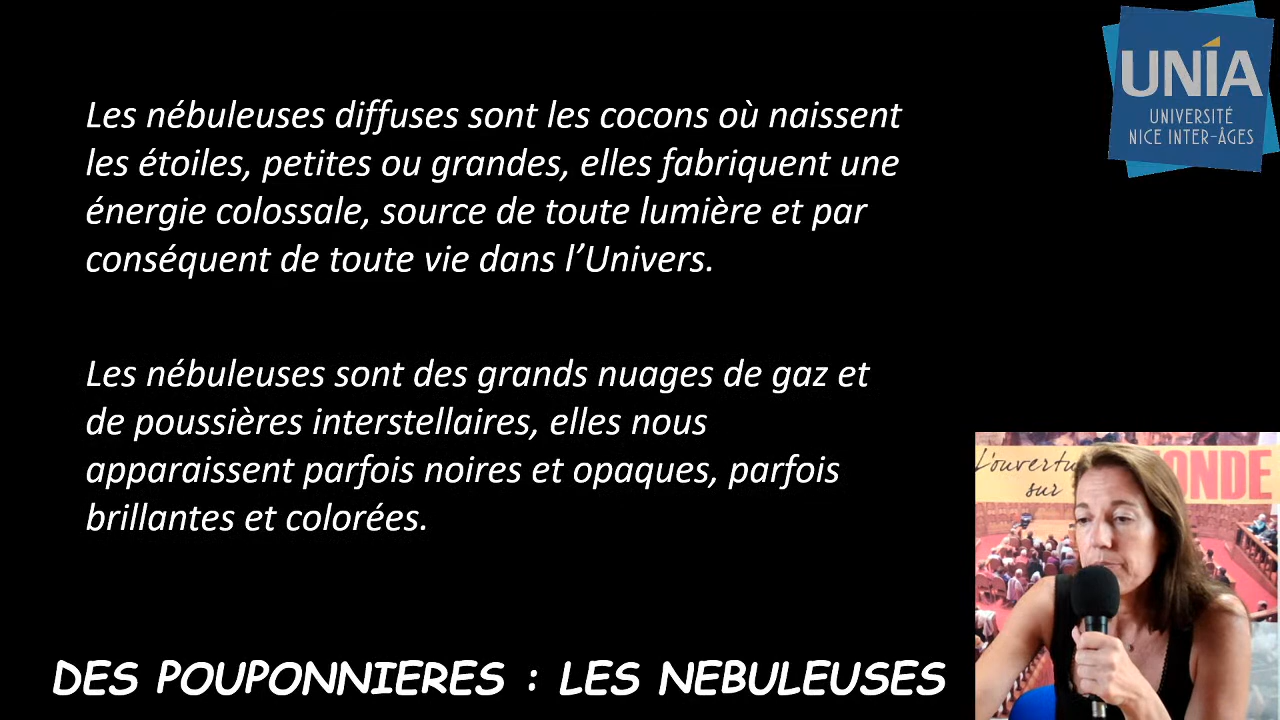 UNIA
UNIVERSITÉ
NICE INTER-ÂGES
Les nébuleuses diffuses sont les cocons où naissent
les étoiles, petites ou grandes, elles fabriquent une
énergie colossale, source de toute lumière et par
conséquent de toute vie dans l’Univers.
Les nébuleuses sont des grands nuages de gaz et
de poussières interstellaires, elles nous
apparaissent parfois noires et opaques, parfois
brillantes et colorées.
L'ouvertu
sur ONDE
DES POUPONNIERES : LES NEBULEUSES